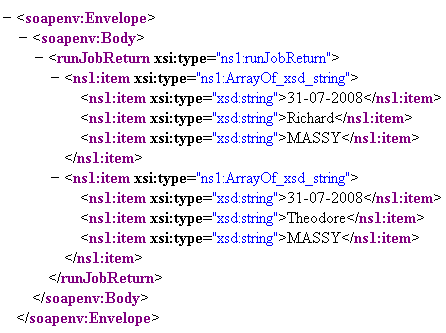 − <soapenv:Envelope>
− <soapenv:Body>
− <runJobReturn xsi:type="ns1:runJobReturn">
− <ns1:item xsi:type="ns1:ArrayOf_xsd_string">
<ns1:item xsi:type="xsd:string">31-07-2008</ns1:item>
<ns1:item xsi:type="xsd:string">Richard</ns1:item>
<ns1:item xsi:type="xsd:string">MASSY</ns1:item>
</ns1:item>
− <ns1:item xsi:type="ns1:ArrayOf_xsd_string">
<ns1:item xsi:type="xsd:string">31-07-2008</ns1:item>
<ns1:item xsi:type="xsd:string">Theodore</ns1:item>
<ns1:item xsi:type="xsd:string">MASSY</ns1:item>
</ns1:item>
</runJobReturn>
</soapenv:Body>
</soapenv:Envelope>